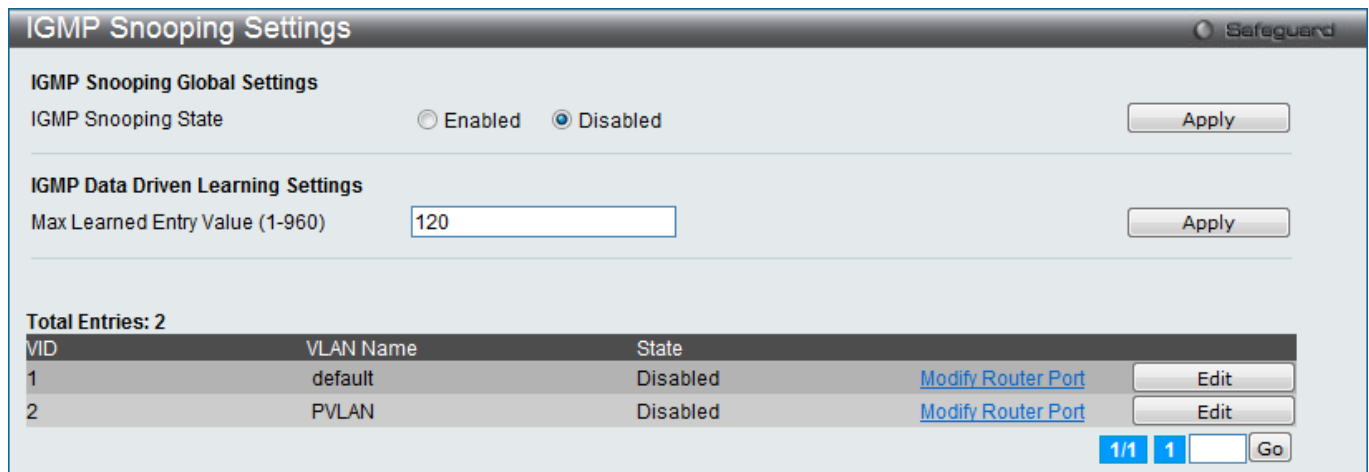 IGMP Snooping Settings
Safeguard
IGMP Snooping Global Settings
IGMP Snooping State Enabled Disabled Apply
IGMP Data Driven Learning Settings
Max Learned Entry Value (1-960) 120 Apply
Total Entries: 2
VID VLAN Name State
1 default Disabled Modify Router Port Edit
2 PVLAN Disabled Modify Router Port Edit
1/1 1 Go